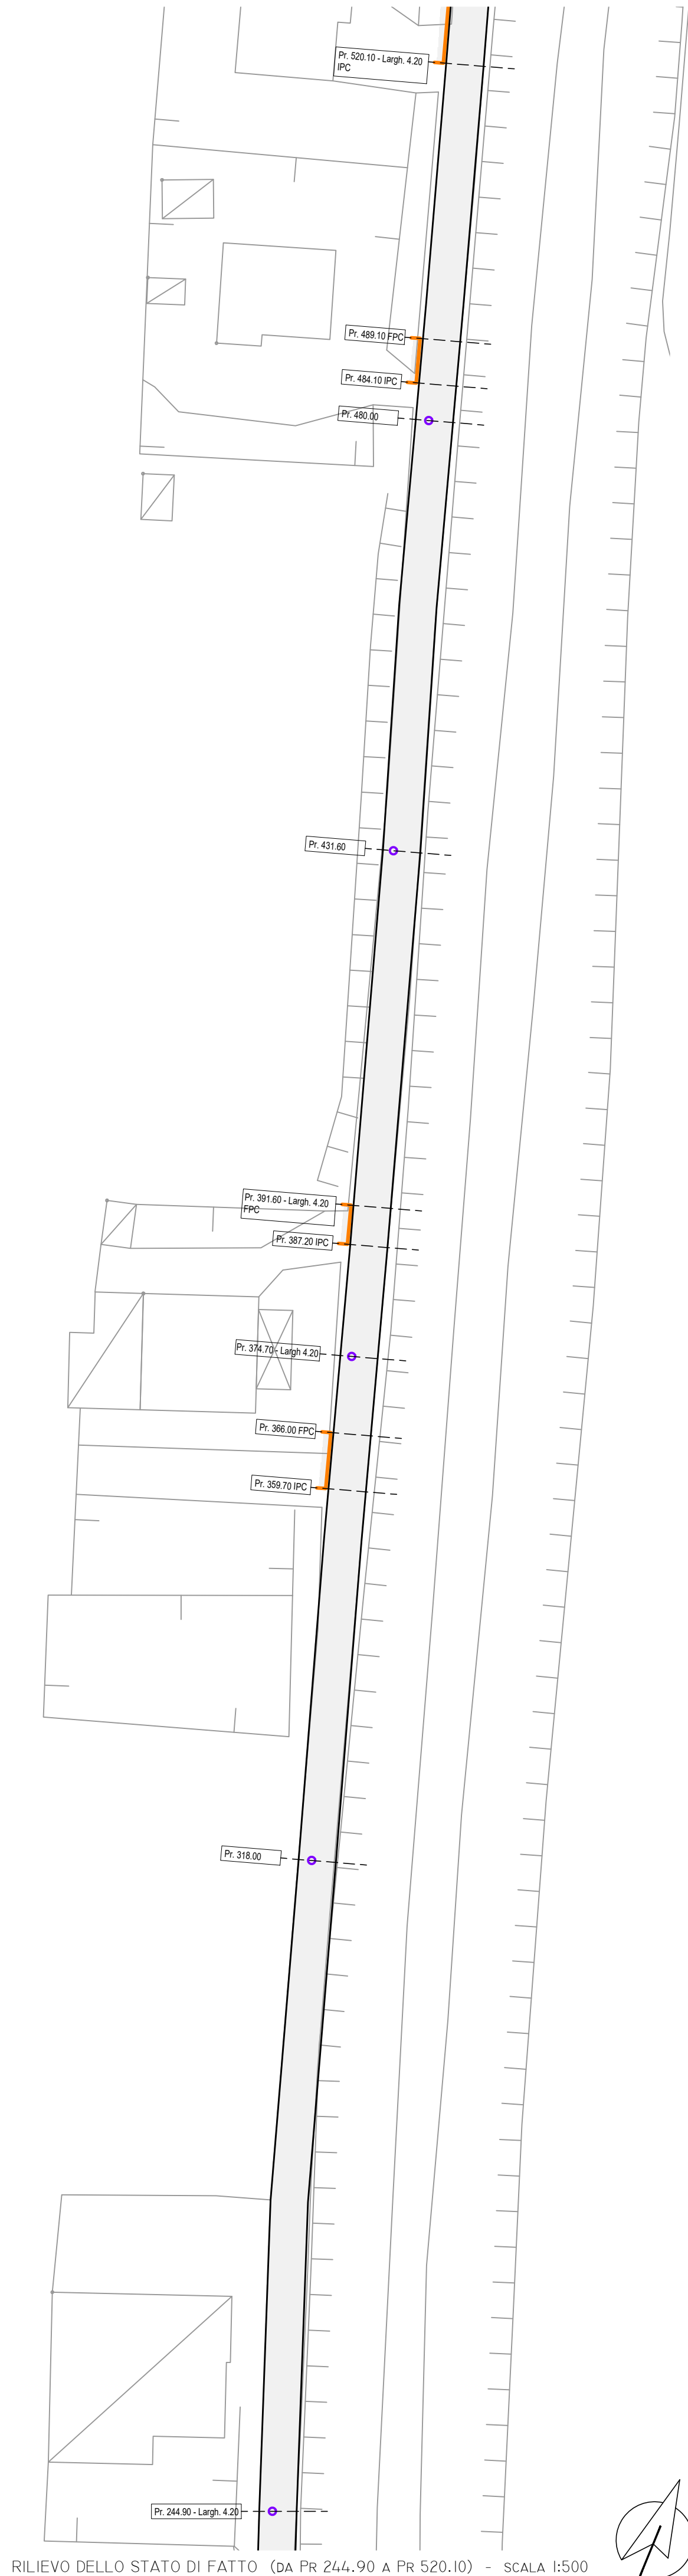 Pr. 520.10 - Largh. 4.20
IPC
Pr. 489.10 FPC
Pr. 484.10 IPC
Pr. 480.00
Pr. 431.60
Pr. 391.60 - Largh. 4.20
FPC
Pr. 387.20 IPC
Pr. 374.70 - Largh 4.20
Pr. 366.00 FPC
Pr. 359.70 IPC
Pr. 318.00
Pr. 244.90 - Largh. 4.20
RILIEVO DELLO STATO DI FATTO (DA PR 244.90 A PR 520.10) - SCALA 1:500